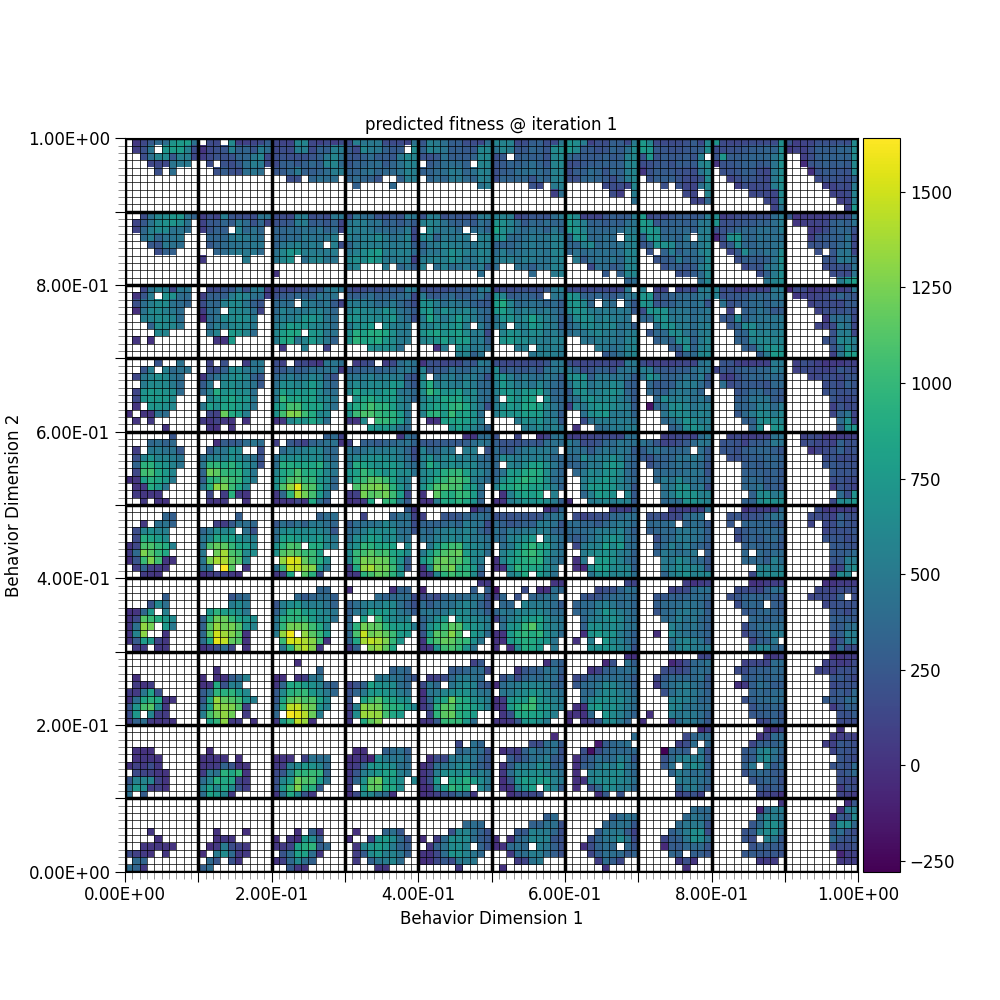 predicted fitness @ iteration 1
1.00E+00
8.00E-01
6.00E-01
4.00E-01
2.00E-01
0.00E+00
Behavior Dimension 2
0.00E+00 2.00E-01 4.00E-01 6.00E-01 8.00E-01 1.00E+00
Behavior Dimension 1
1500
1250
1000
750
500
250
0
−250